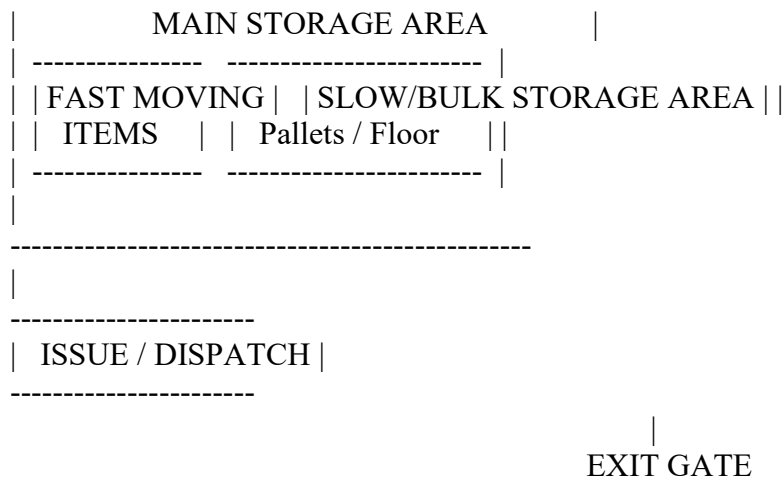 |          MAIN STORAGE AREA          |
| ---------------- ------------------------ |
| | FAST MOVING | | SLOW/BULK STORAGE AREA | |
| | ITEMS | | Pallets / Floor | |
| ---------------- ------------------------ |
|
-------------------------------------------------
|
-----------------------
| ISSUE / DISPATCH |
-----------------------
|
EXIT GATE